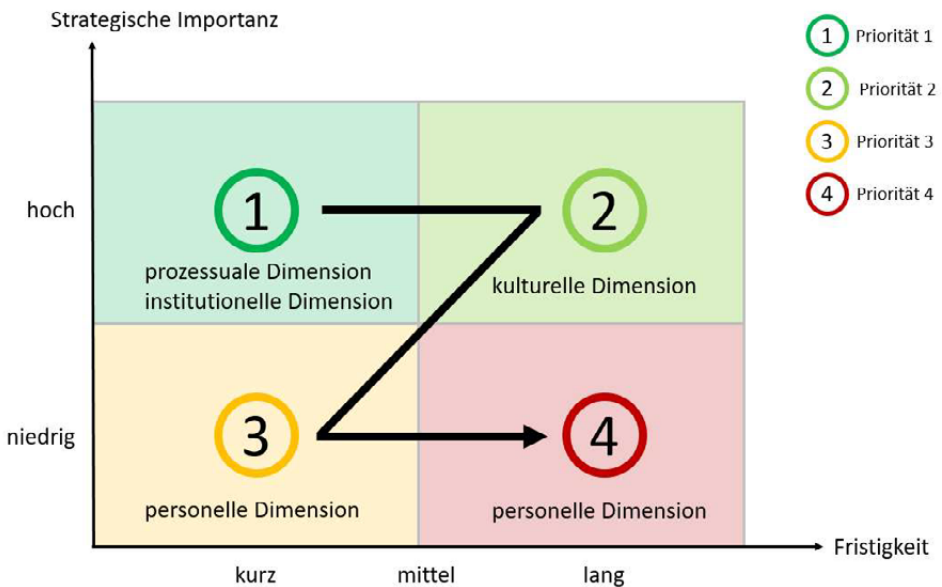 Strategische Importanz
1 Priorität 1
2 Priorität 2
3 Priorität 3
4 Priorität 4
hoch
1
2
prozessuale Dimension
institutionelle Dimension
kulturelle Dimension
niedrig
3
4
personelle Dimension
personelle Dimension
Fristigkeit
kurz
mittel
lang